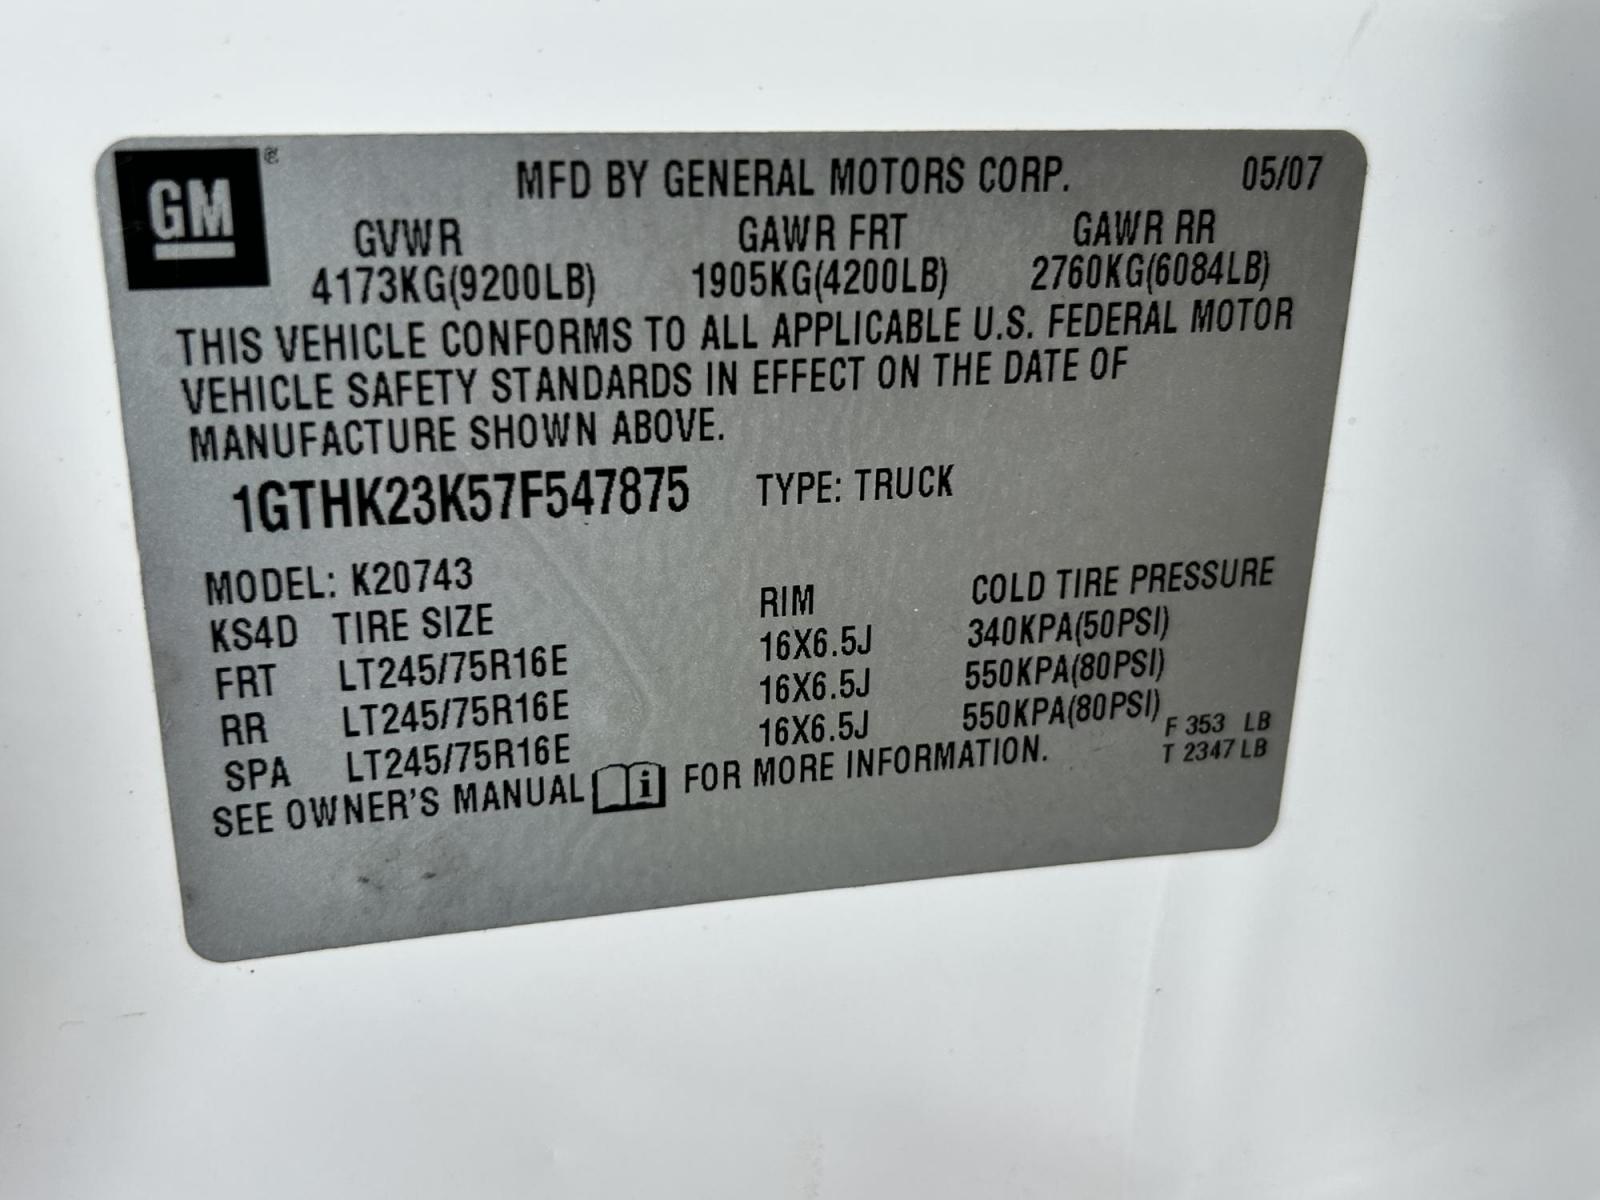 GM
MFD BY GENERAL MOTORS CORP. 05/07
GVWR GAWR FRT GAWR RR
4173KG(9200LB) 1905KG(4200LB) 2760KG(6084LB)
THIS VEHICLE CONFORMS TO ALL APPLICABLE U.S. FEDERAL MOTOR
VEHICLE SAFETY STANDARDS IN EFFECT ON THE DATE OF
MANUFACTURE SHOWN ABOVE.
1GTHK23K57F547875 TYPE: TRUCK
MODEL: K20743
KS4D TIRE SIZE RIM COLD TIRE PRESSURE
FRT LT245/75R16E 16X6.5J 340KPA(50PSI)
RR LT245/75R16E 16X6.5J 550KPA(80PSI)
SPA LT245/75R16E 16X6.5J 550KPA(80PSI)
SEE OWNER'S MANUAL i FOR MORE INFORMATION.
F 353 LB
T 2347 LB